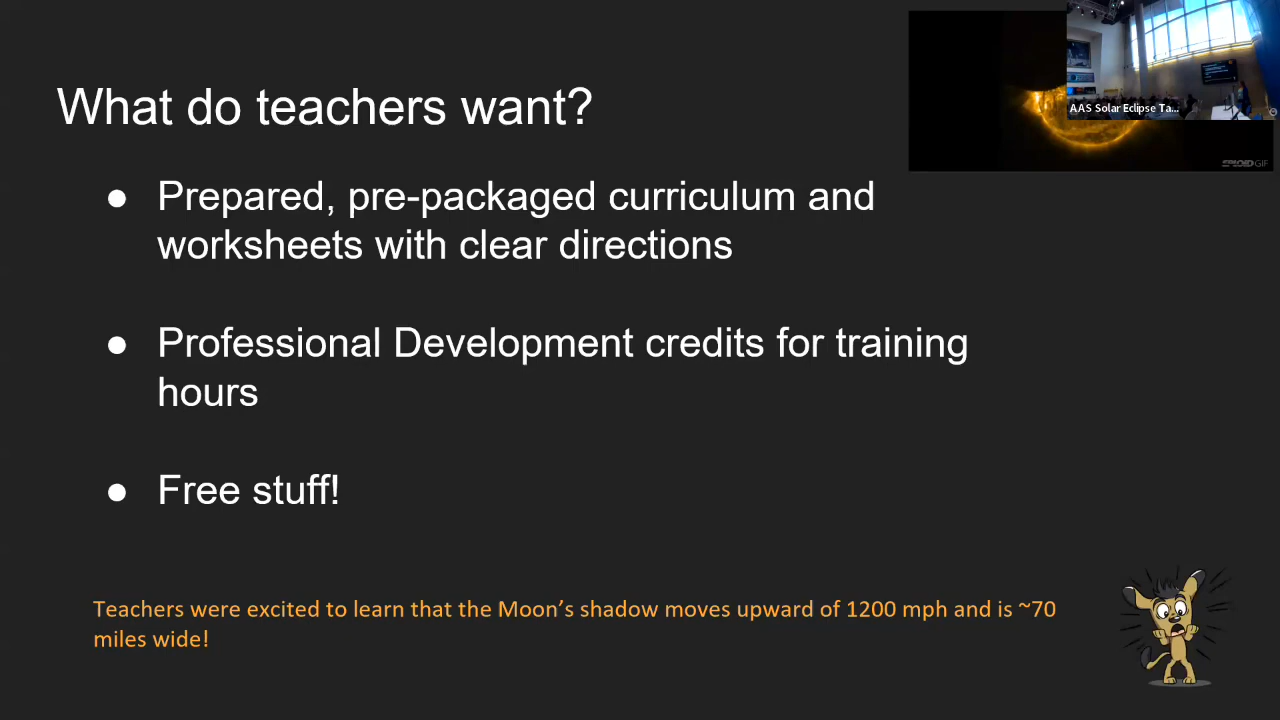 What do teachers want?
AAS Solar Eclipse Ta...
SPLOID GIF
● Prepared, pre-packaged curriculum and
worksheets with clear directions
● Professional Development credits for training
hours
● Free stuff!
Teachers were excited to learn that the Moon’s shadow moves upward of 1200 mph and is ~70
miles wide!